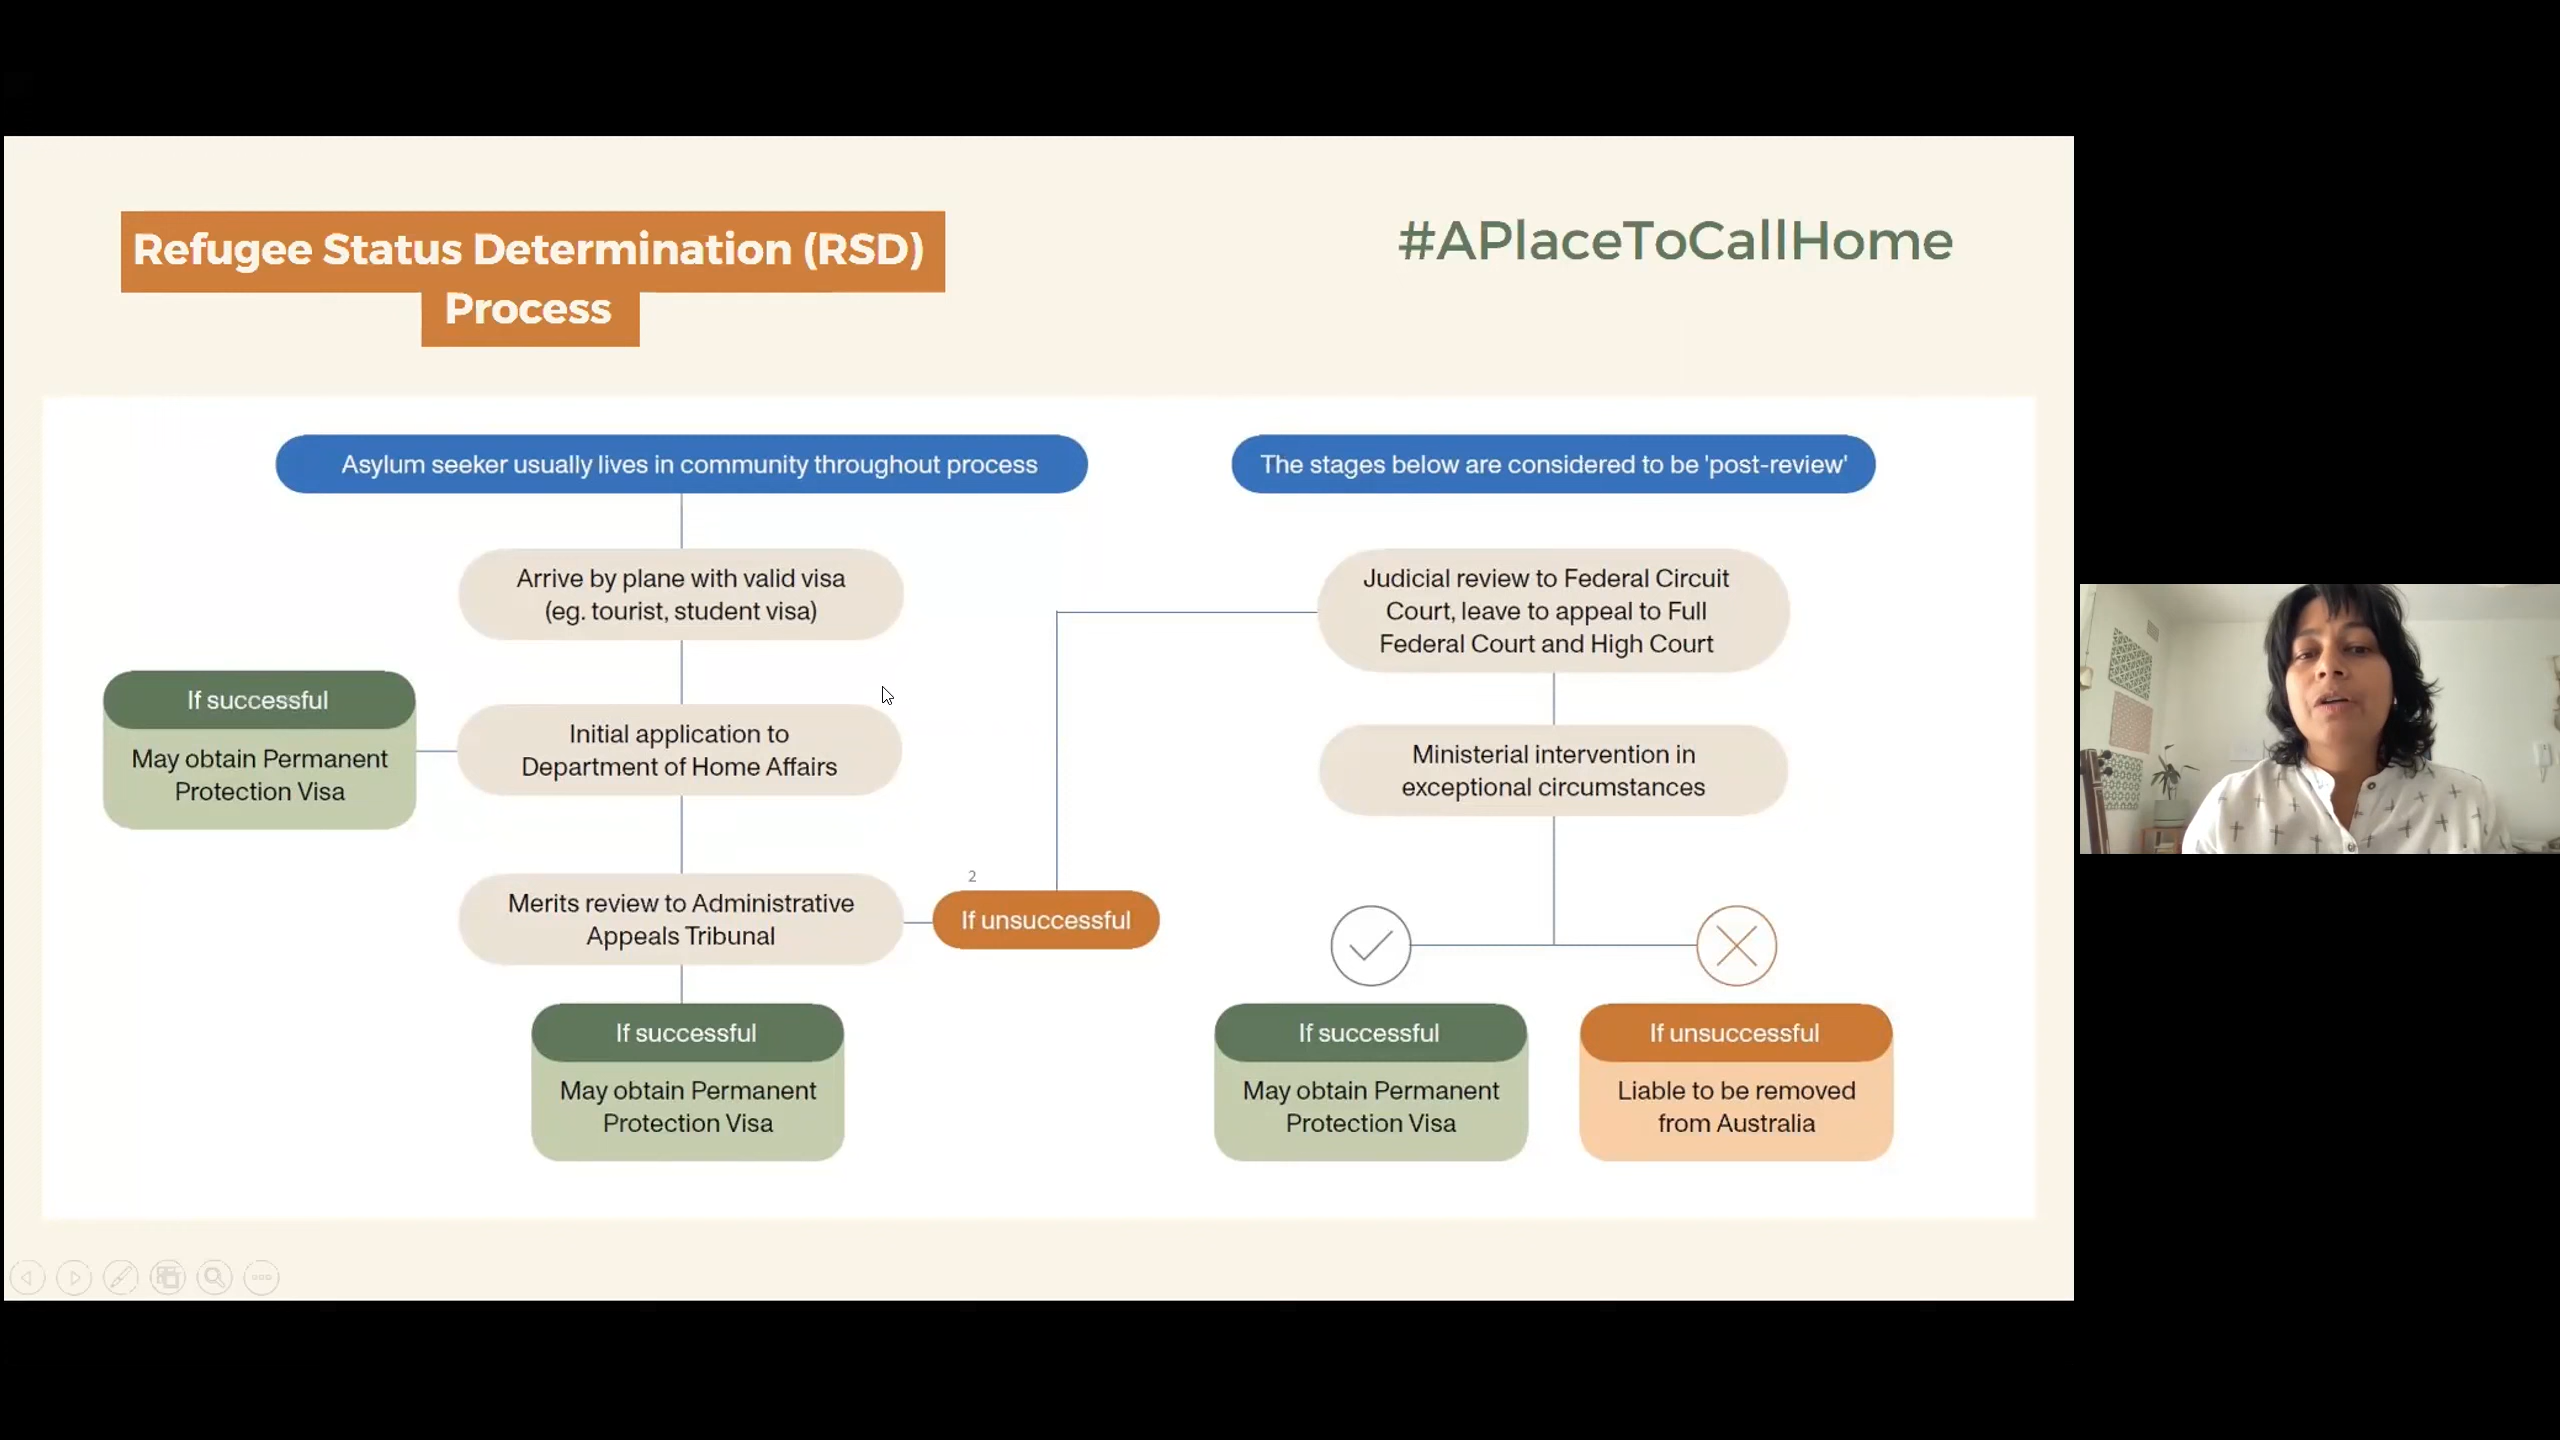 Refugee Status Determination (RSD)
Process
#APlaceToCallHome
Asylum seeker usually lives in community throughout process
Arrive by plane with valid visa
(eg. tourist, student visa)
If successful
May obtain Permanent
Protection Visa
Initial application to
Department of Home Affairs
Merits review to Administrative
Appeals Tribunal
2
If unsuccessful
If successful
May obtain Permanent
Protection Visa
The stages below are considered to be 'post-review'
Judicial review to Federal Circuit
Court, leave to appeal to Full
Federal Court and High Court
Ministerial intervention in
exceptional circumstances
If successful
May obtain Permanent
Protection Visa
If unsuccessful
Liable to be removed
from Australia